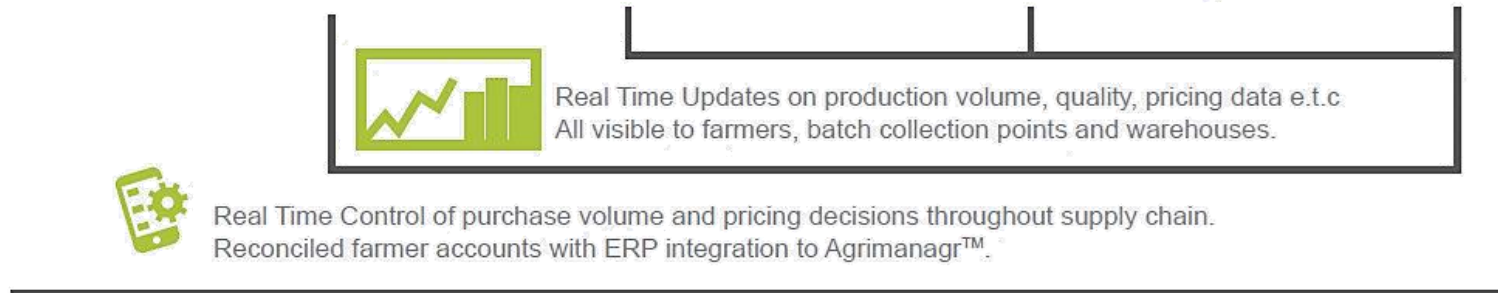 Real Time Updates on production volume, quality, pricing data e.t.c
All visible to farmers, batch collection points and warehouses.
Real Time Control of purchase volume and pricing decisions throughout supply chain.
Reconciled farmer accounts with ERP integration to Agrimanagr™.